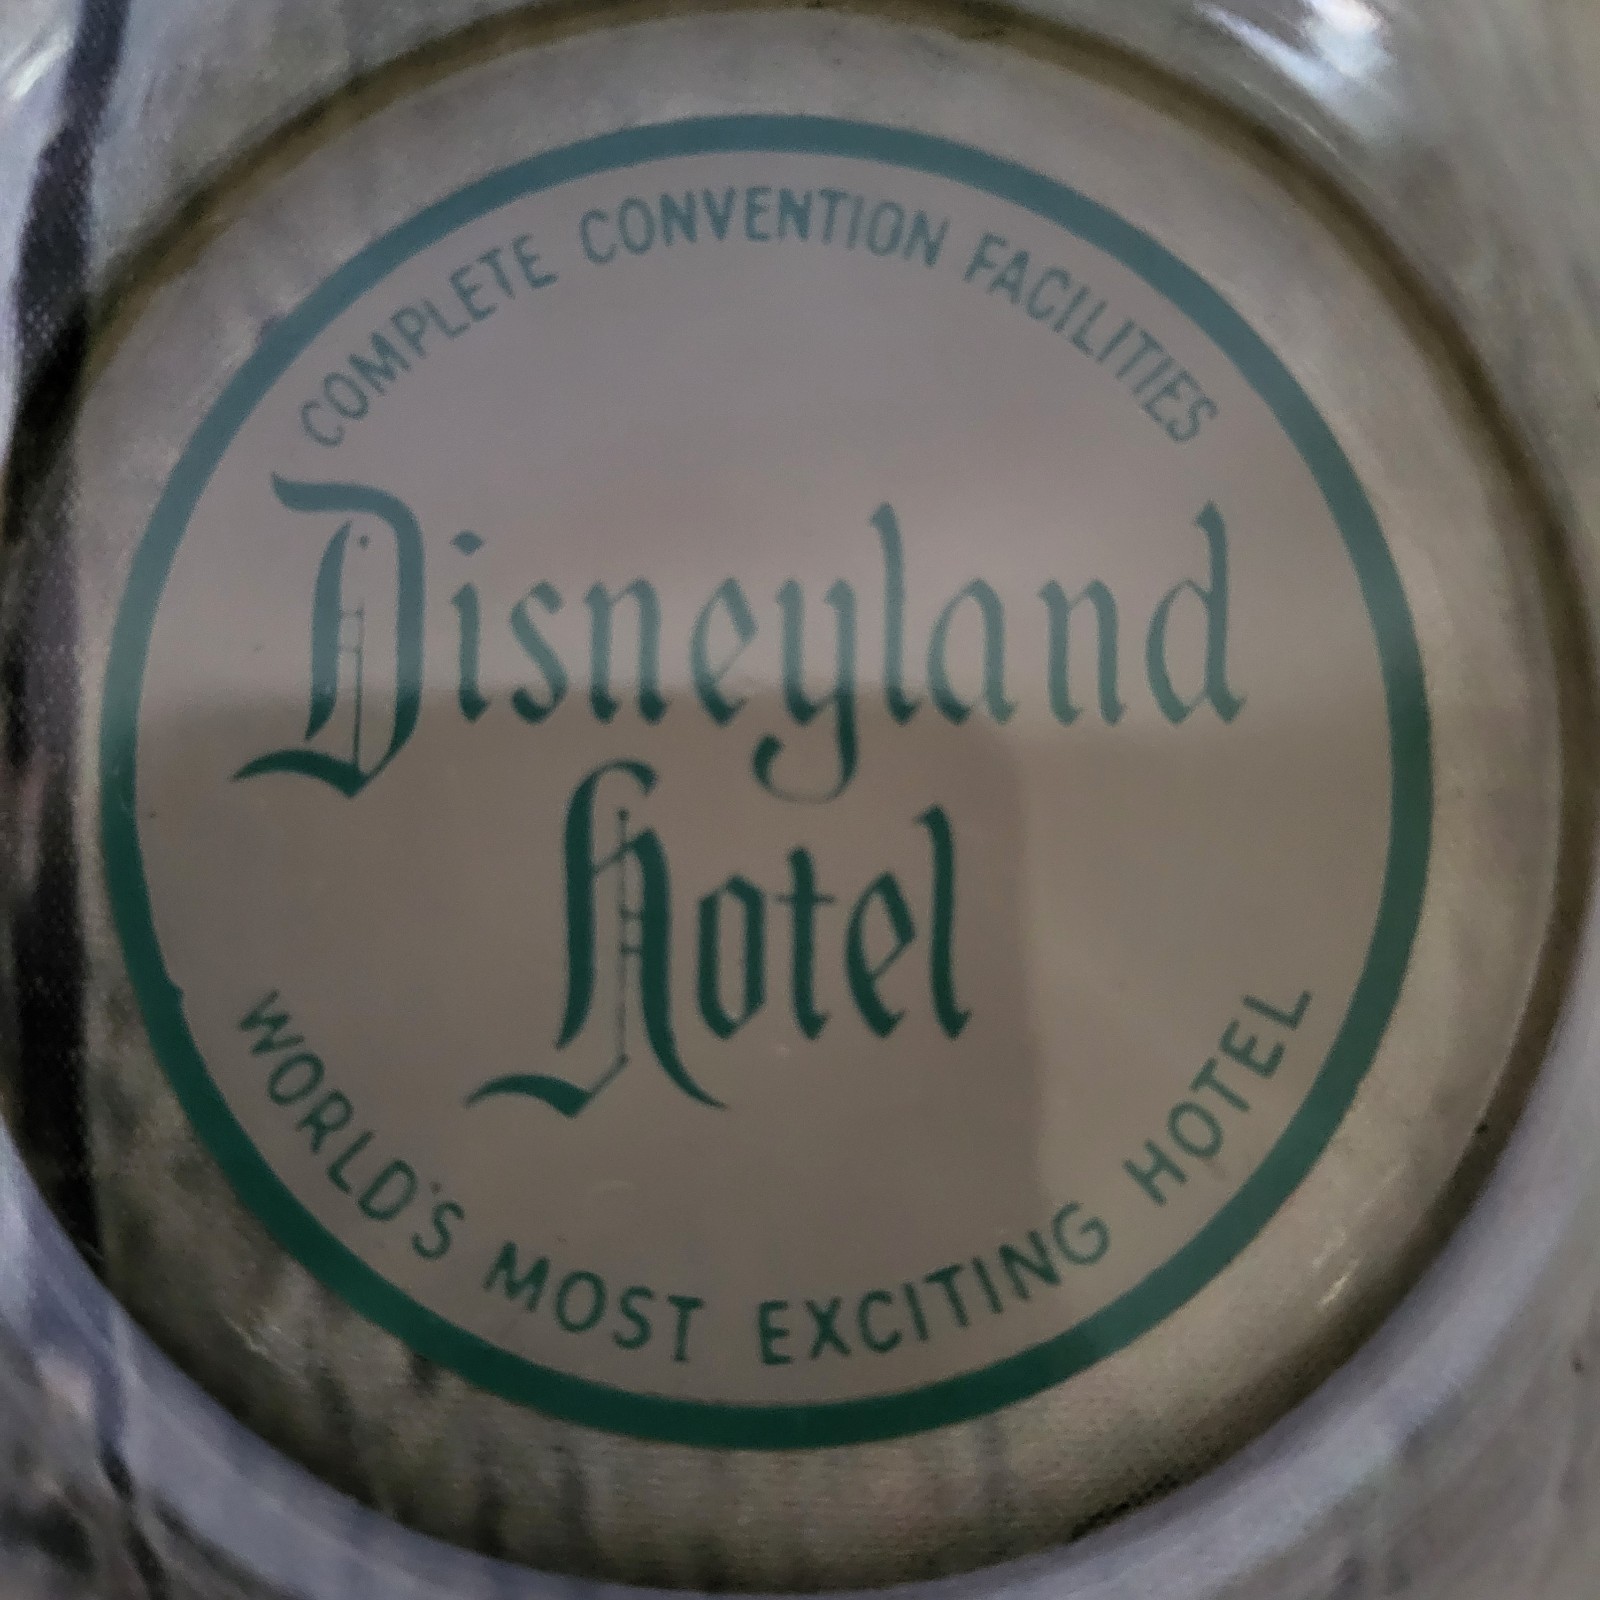 COMPLETE CONVENTION FACILITIES
Disneyland
Hotel
WORLD'S MOST EXCITING HOTEL